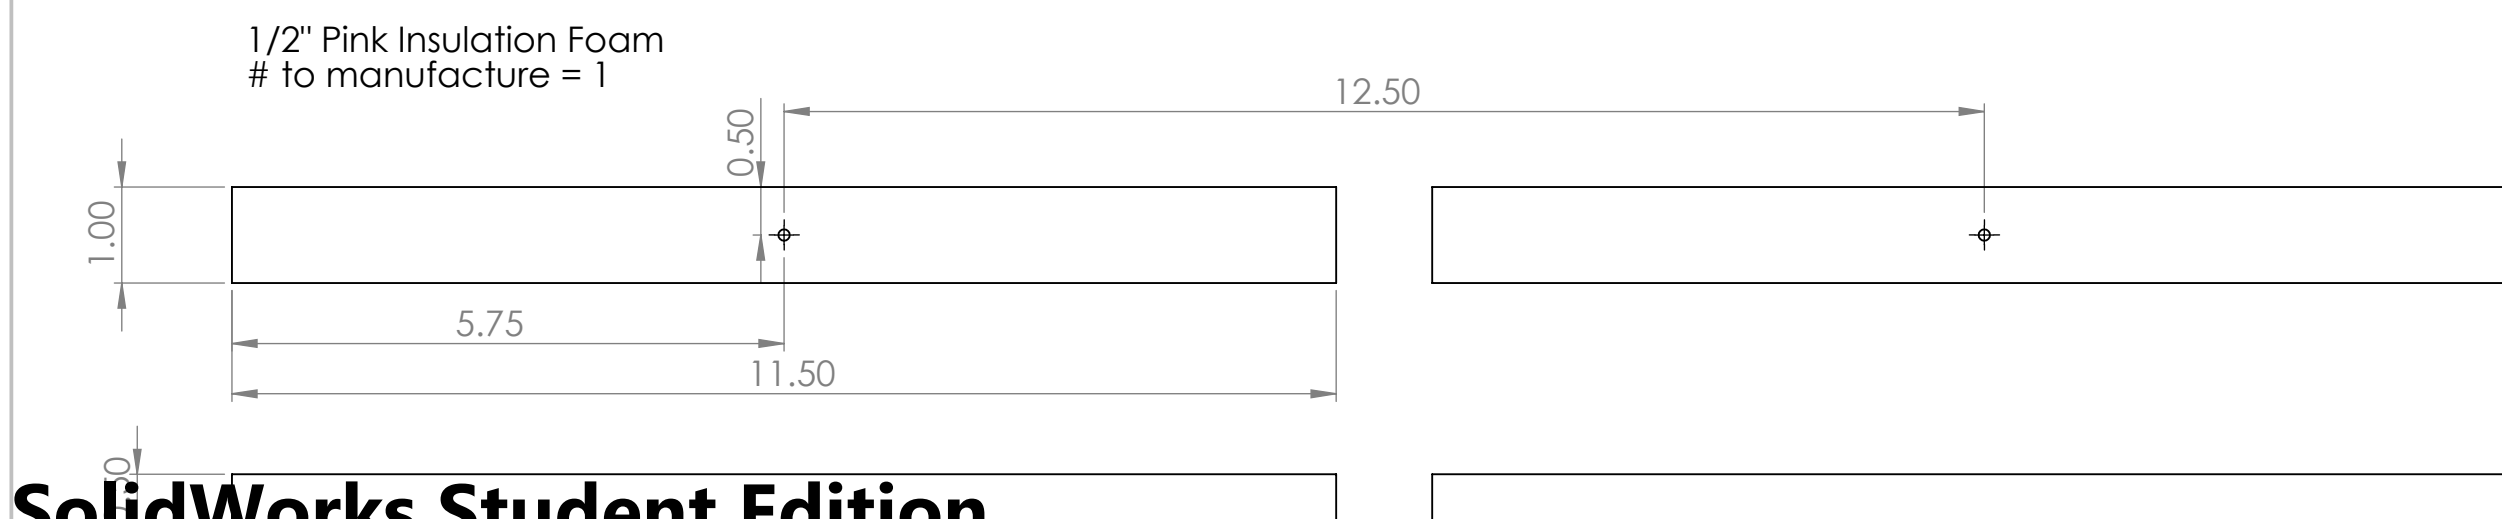 1/2" Pink Insulation Foam
# to manufacture = 1
12.50
0.50
1.00
5.75
11.50
SolidWorks Student Edition